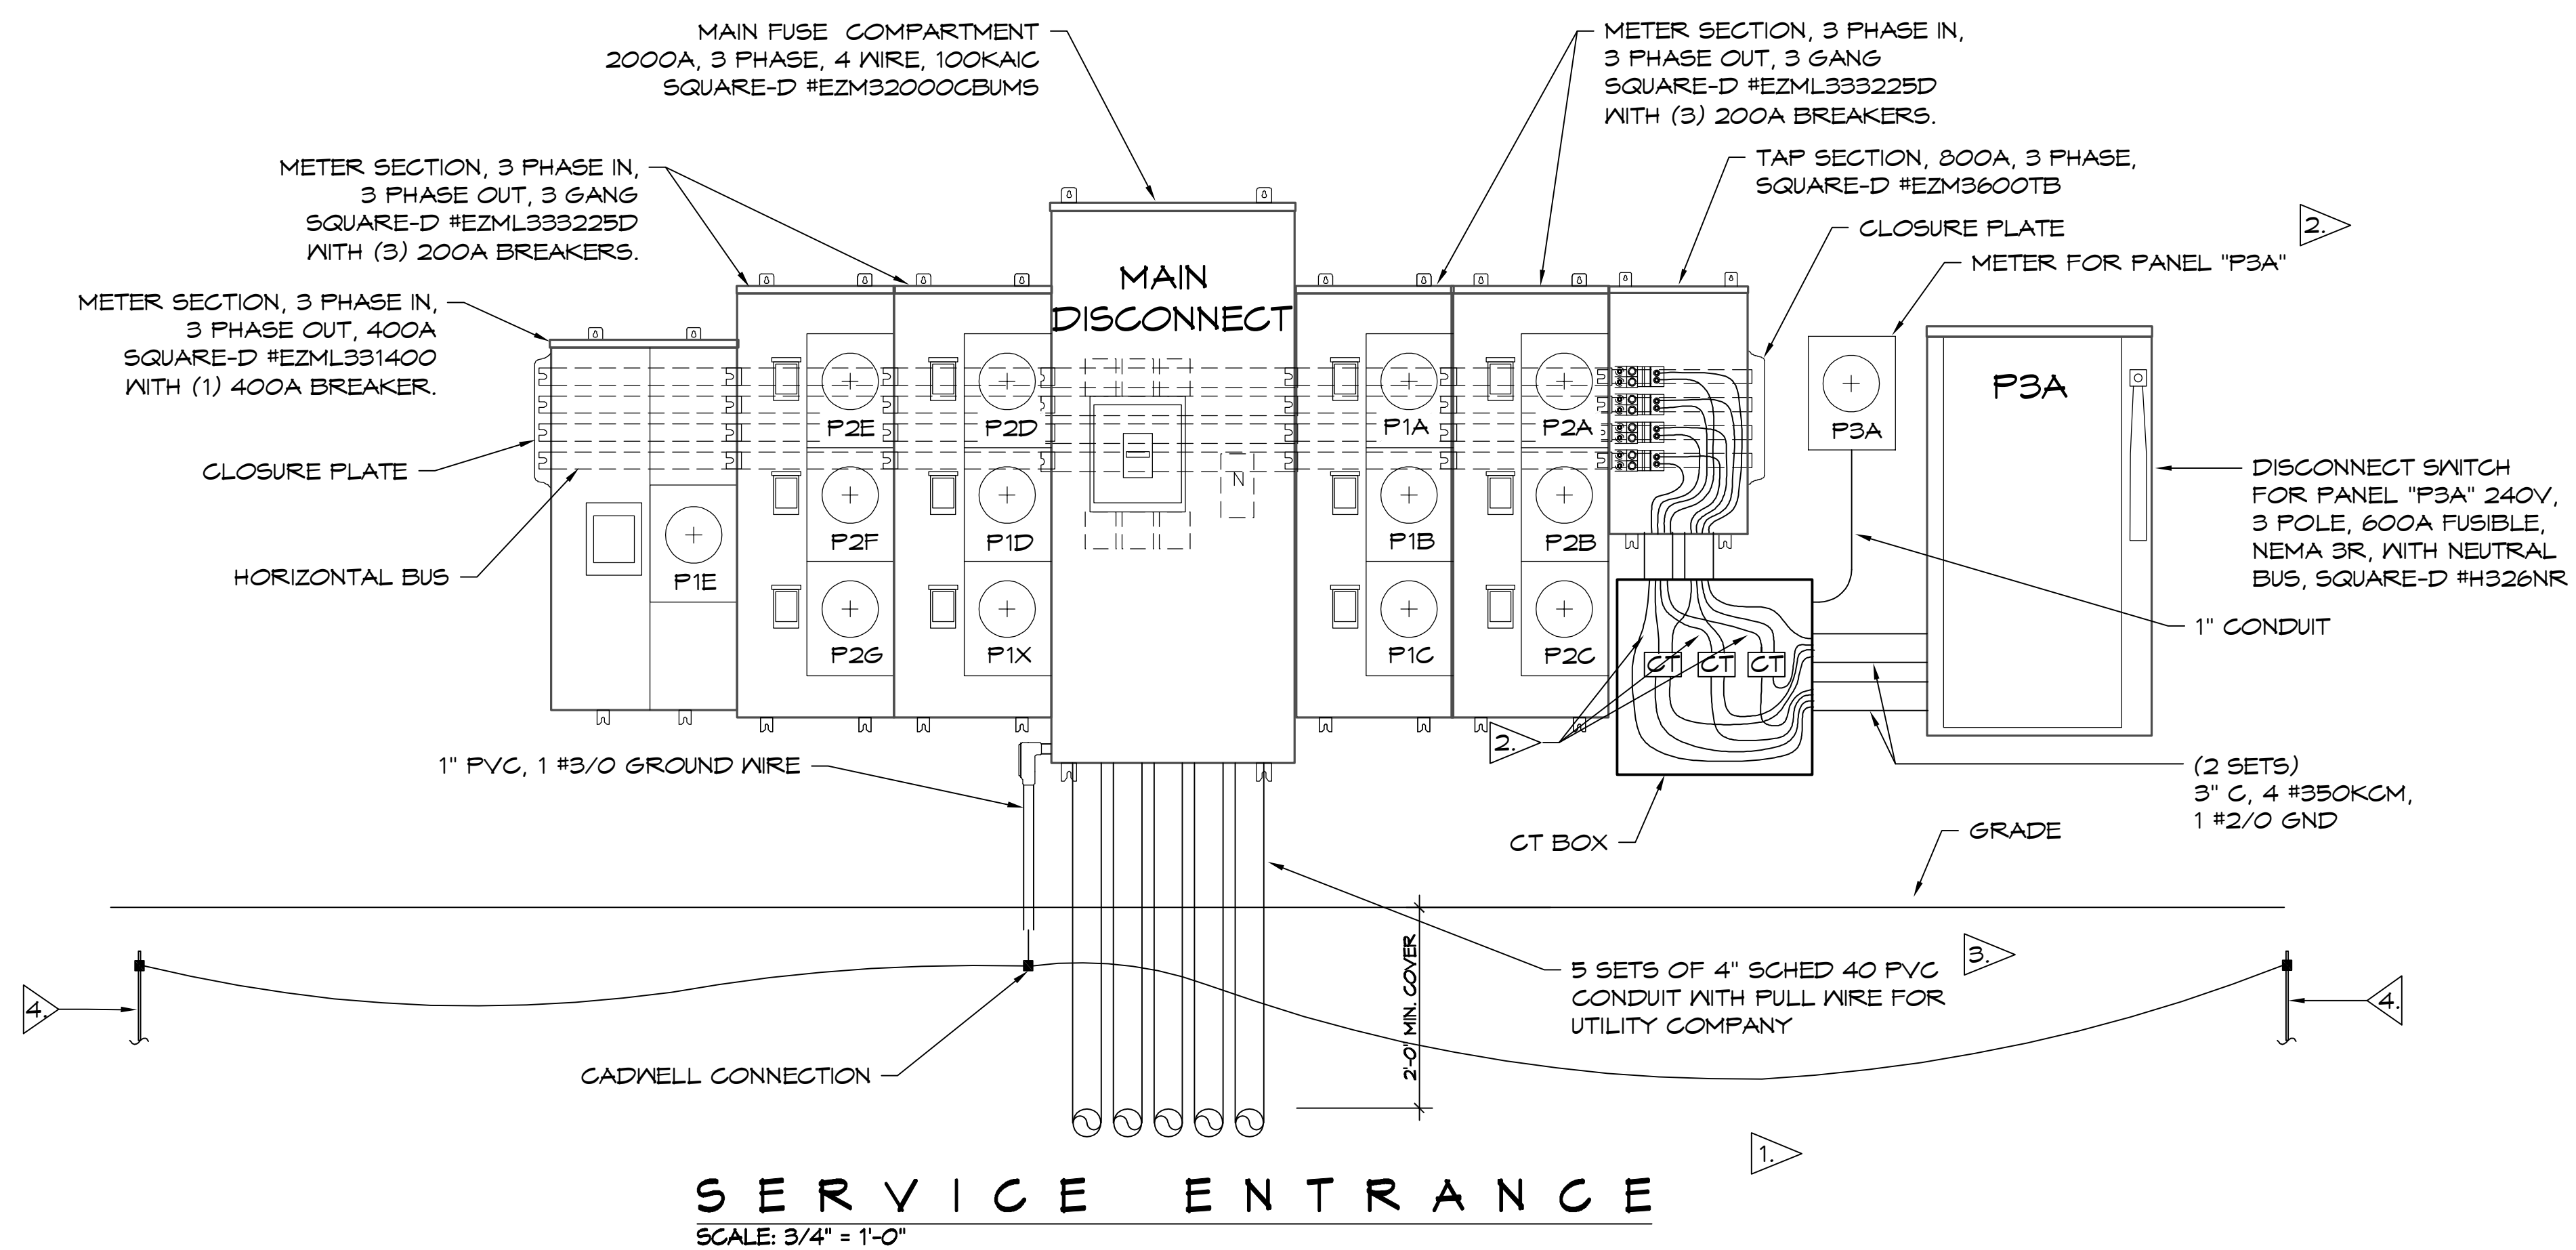 MAIN FUSE  COMPARTMENT
2000A, 3 PHASE, 4 WIRE, 100KAIC
SQUARE-D #EZM32000CBUMS
METER SECTION, 3 PHASE IN,
3 PHASE OUT, 3 GANG
SQUARE-D #EZML333225D
WITH (3) 200A BREAKERS.
METER SECTION, 3 PHASE IN,
3 PHASE OUT, 3 GANG
SQUARE-D #EZML333225D
WITH (3) 200A BREAKERS.
TAP SECTION, 800A, 3 PHASE,
SQUARE-D #EZM3600TB
CLOSURE PLATE
2.
METER FOR PANEL "P3A"
METER SECTION, 3 PHASE IN,
3 PHASE OUT, 400A
SQUARE-D #EZML331400
WITH (1) 400A BREAKER.
CLOSURE PLATE
HORIZONTAL BUS
MAIN
DISCONNECT
N
P1E
P2E
P2F
P2G
P2D
P1D
P1X
P1A
P1B
P1C
P2A
P2B
P2C
P3A
P3A
DISCONNECT SWITCH
FOR PANEL "P3A" 240V,
3 POLE, 600A FUSIBLE,
NEMA 3R, WITH NEUTRAL
BUS, SQUARE-D #H326NR
1" CONDUIT
CT
CT
CT
2.
1" PVC, 1 #3/0 GROUND WIRE
CT BOX
(2 SETS)
3" C, 4 #350KCM,
1 #2/0 GND
GRADE
2'-0" MIN. COVER
5 SETS OF 4" SCHED 40 PVC
CONDUIT WITH PULL WIRE FOR
UTILITY COMPANY
3.
4.
4.
CADWELL CONNECTION
1.
SERVICE ENTRANCE
SCALE: 3/4" = 1'-0"